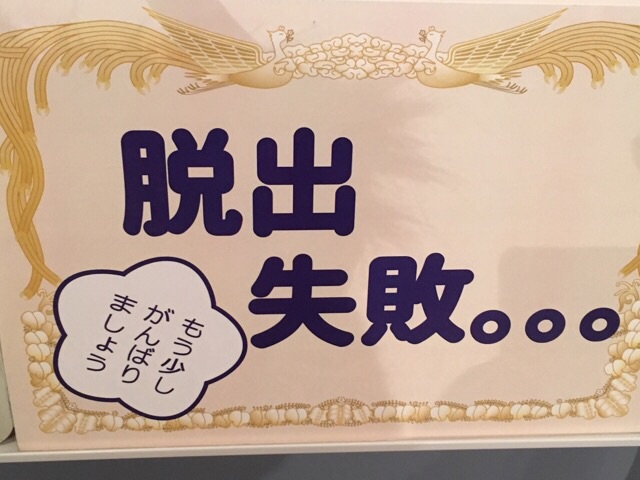 脱出
失敗。。。
もう少し
がんばり
ましょう